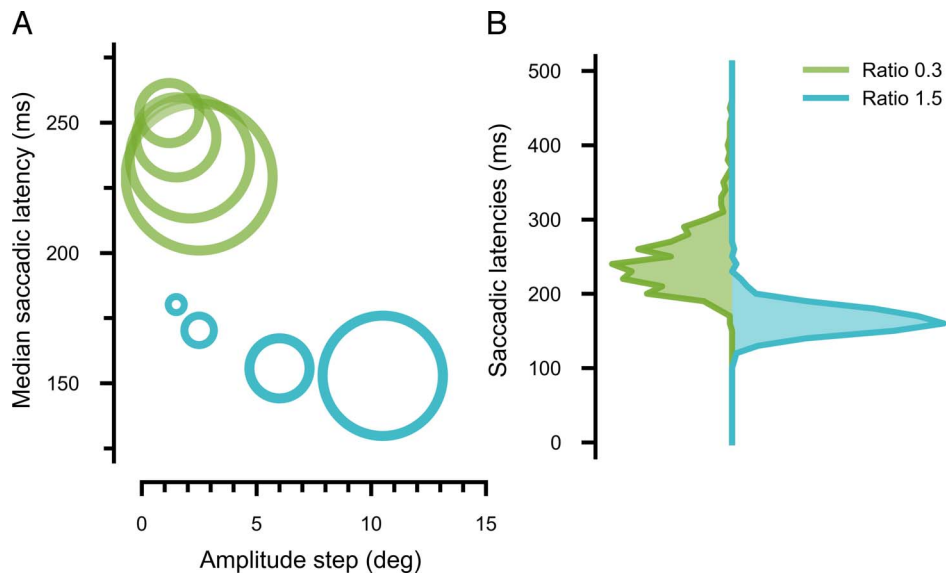 A
Median saccadic latency (ms)
250
200
150
0
5
10
15
Amplitude step (deg)
B
Saccadic latencies (ms)
500
400
300
200
100
0
Ratio 0.3
Ratio 1.5